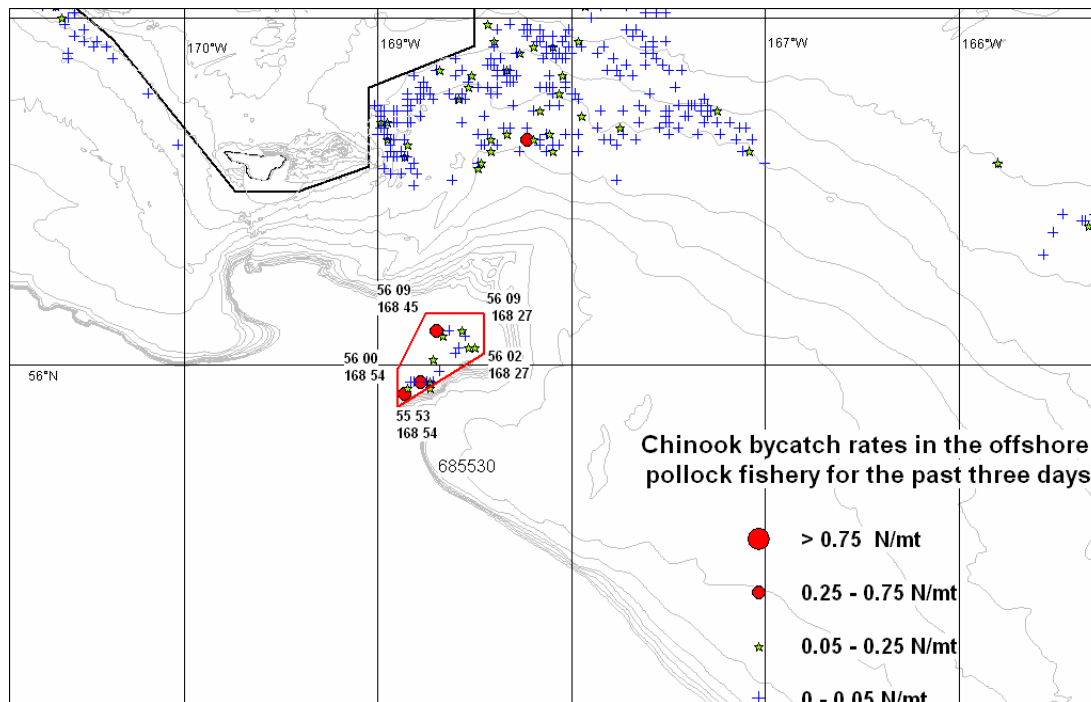 170°W
169°W
167°W
166°W
56 09
168 45
56 09
168 27
56 00
168 54
56 02
168 27
56°N
55 53
168 54
685530
Chinook bycatch rates in the offshore
pollock fishery for the past three days
> 0.75 N/mt
0.25 - 0.75 N/mt
0.05 - 0.25 N/mt
0 - 0.05 N/mt